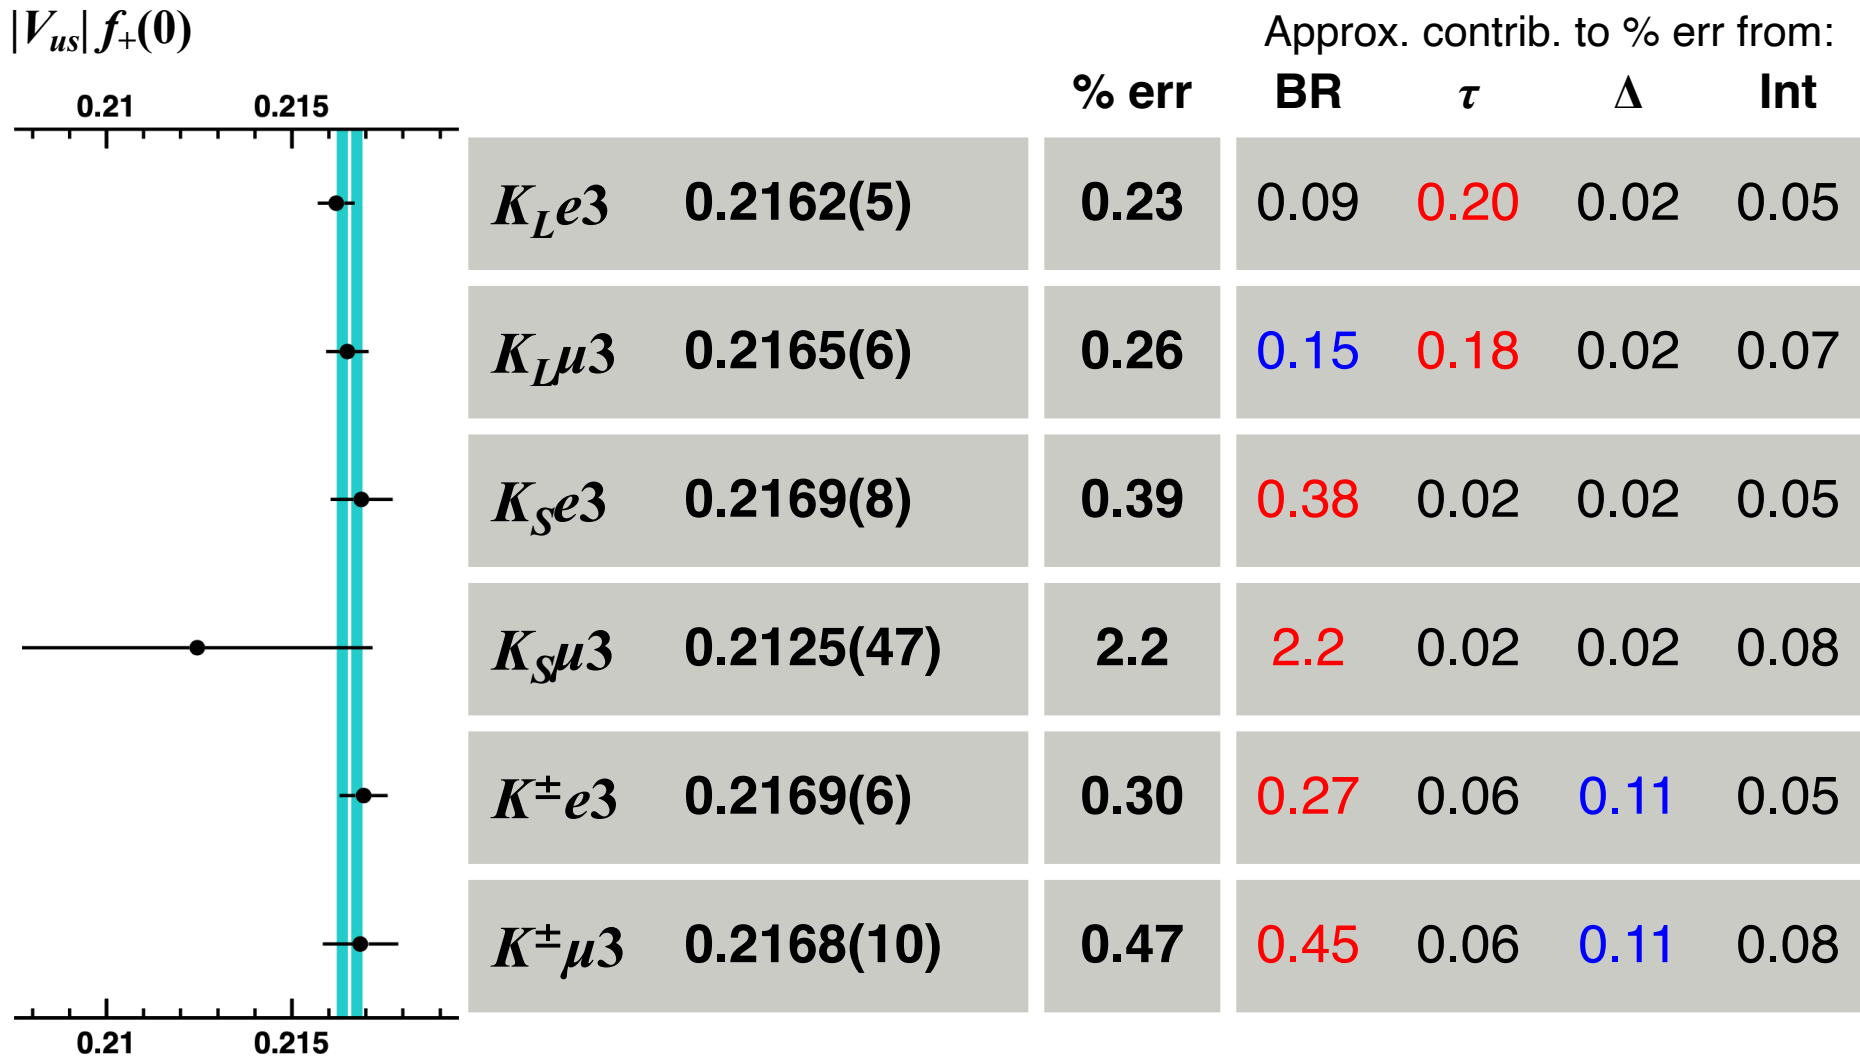 |Vus| f+(0)
Approx. contrib. to % err from:
% err BR τ Δ Int
0.21 0.215
KLe3 0.2162(5) 0.23 0.09 0.20 0.02 0.05
KLμ3 0.2165(6) 0.26 0.15 0.18 0.02 0.07
KSe3 0.2169(8) 0.39 0.38 0.02 0.02 0.05
KSμ3 0.2125(47) 2.2 2.2 0.02 0.02 0.08
K±e3 0.2169(6) 0.30 0.27 0.06 0.11 0.05
K±μ3 0.2168(10) 0.47 0.45 0.06 0.11 0.08
0.21 0.215